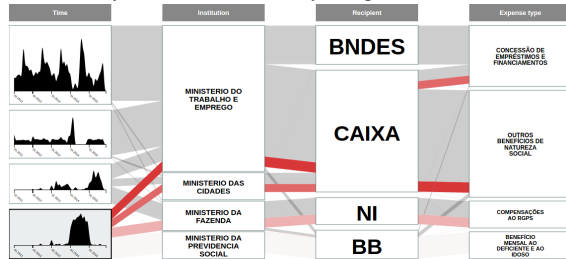 Time
Institution
Recipient
Expense type
MINISTERIO DO
TRABALHO E
EMPREGO
MINISTERIO DAS
CIDADES
MINISTERIO DA
FAZENDA
MINISTERIO DA
PREVIDENCIA
SOCIAL
BNDES
CAIXA
NI
BB
CONCESSÃO DE
EMPRÉSTIMOS E
FINANCIAMENTOS
OUTROS
BENEFÍCIOS DE
NATUREZA
SOCIAL
COMPENSAÇÕES
AO RGPS
BENEFÍCIO
MENSAL AO
DEFICIENTE E AO
IDOSO